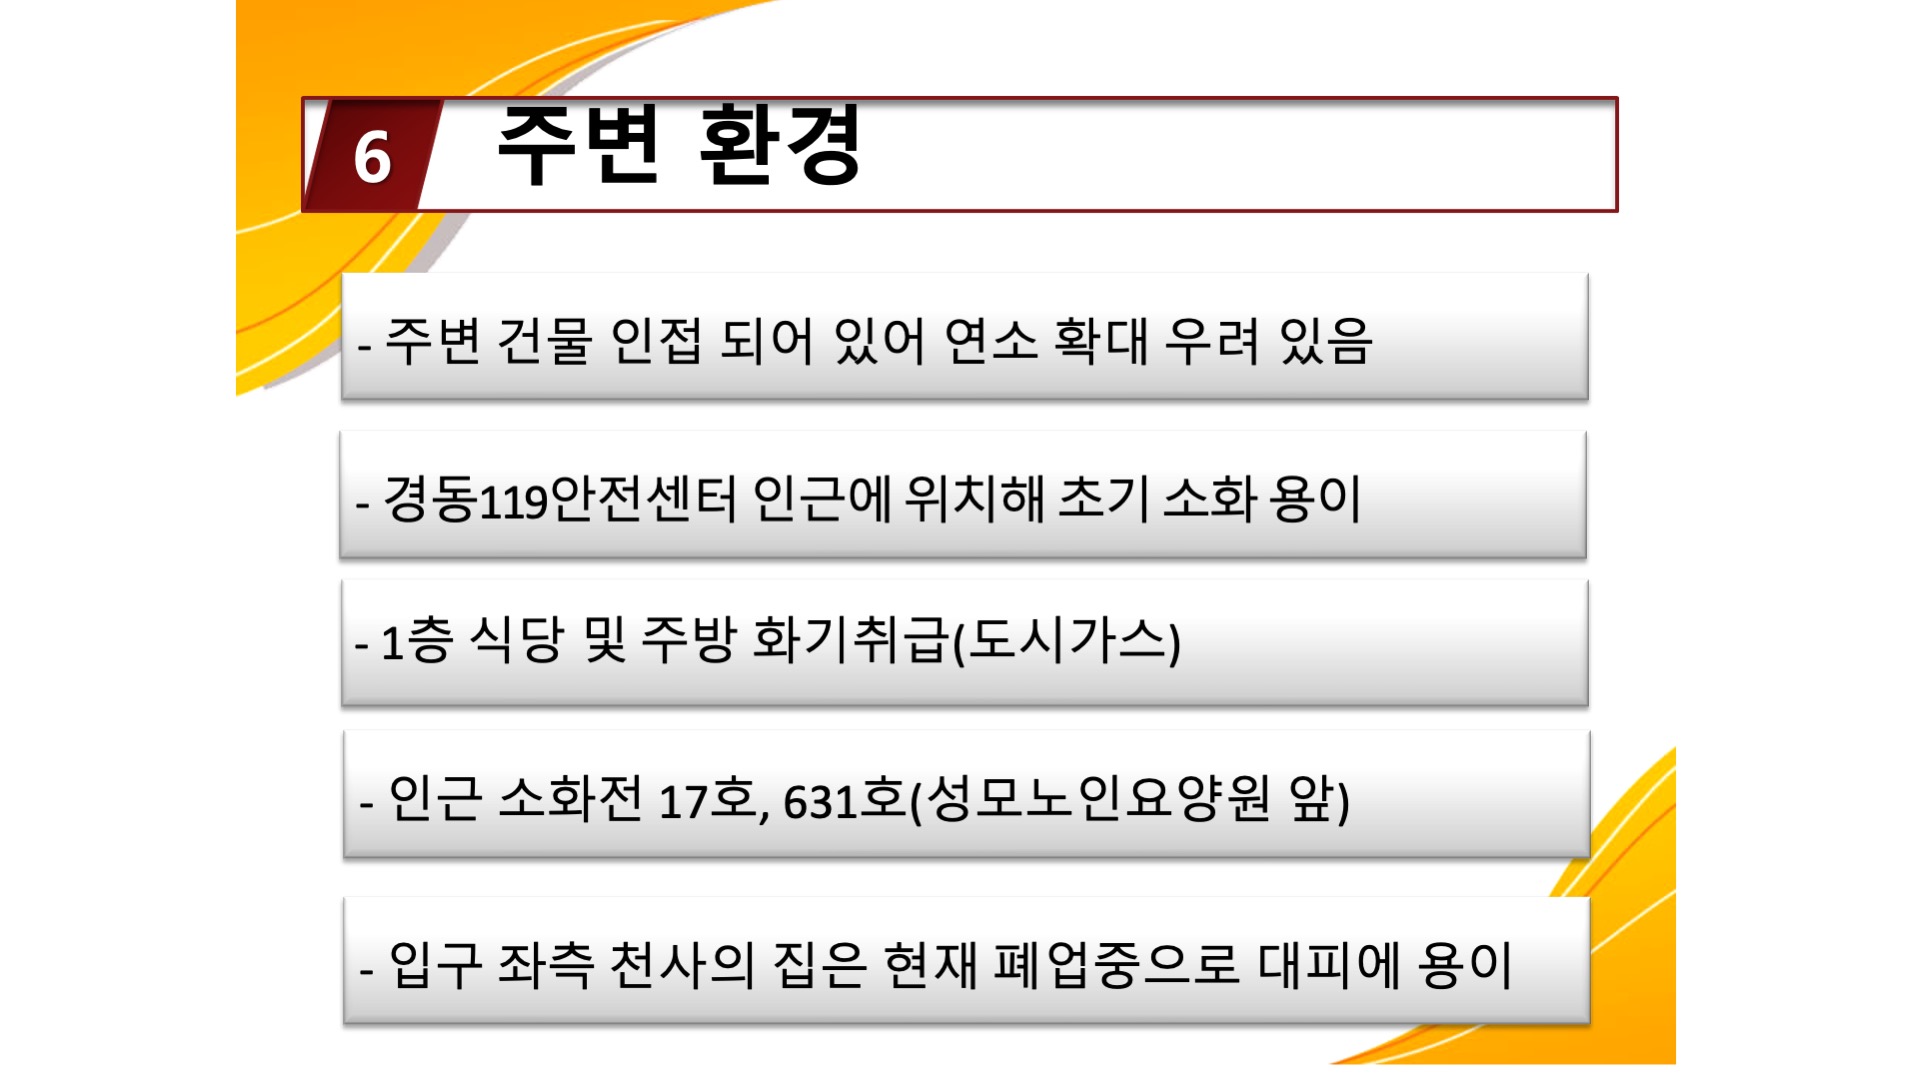 6 주변 환경
- 주변 건물 인접 되어 있어 연소 확대 우려 있음
- 경동119안전센터 인근에 위치해 초기 소화 용이
- 1층 식당 및 주방 화기취급(도시가스)
- 인근 소화전 17호, 631호(성모노인요양원 앞)
- 입구 좌측 천사의 집은 현재 폐업중으로 대피에 용이